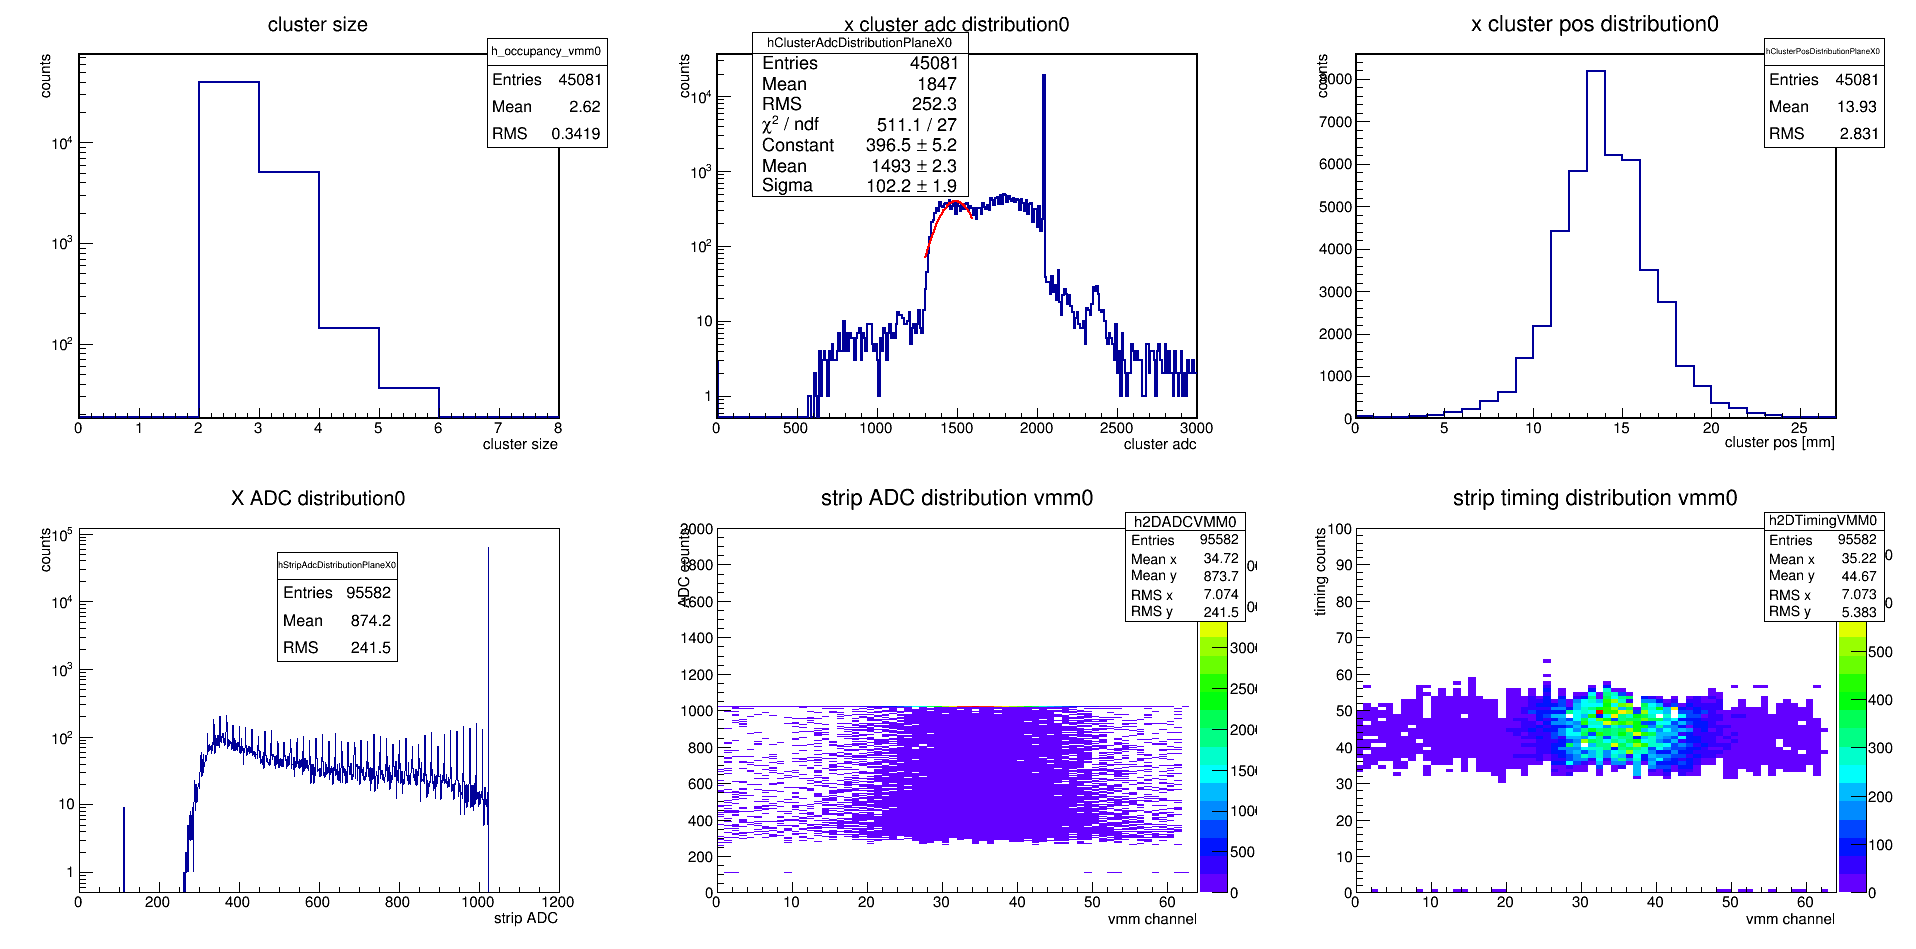 cluster size
h_occupancy_vmm0
Entries 45081
Mean 2.62
RMS 0.3419
counts
10^4
10^3
10^2
0 1 2 3 4 5 6 7 8
cluster size
x cluster adc distribution0
hClusterAdcDistributionPlaneX0
Entries 45081
Mean 1847
RMS 252.3
χ² / ndf 511.1 / 27
Constant 396.5 ± 5.2
Mean 1493 ± 2.3
Sigma 102.2 ± 1.9
counts
10^4
10^3
10^2
10
1
0 500 1000 1500 2000 2500 3000
cluster adc
x cluster pos distribution0
hClusterPosDistributionPlaneX0
Entries 45081
Mean 13.93
RMS 2.831
counts
8000
7000
6000
5000
4000
3000
2000
1000
0
0 5 10 15 20 25
cluster pos [mm]
X ADC distribution0
hStripAdcDistributionPlaneX0
Entries 95582
Mean 874.2
RMS 241.5
counts
10^5
10^4
10^3
10^2
10
1
0 200 400 600 800 1000 1200
strip ADC
strip ADC distribution vmm0
h2DADCVMM0
Entries 95582
Mean x 34.72
Mean y 873.7
RMS x 7.074
RMS y 241.5
ADC counts
2000
1800
1600
1400
1200
1000
800
600
400
200
0
0 10 20 30 40 50 60
vmm channel
500
0
strip timing distribution vmm0
h2DTimingVMM0
Entries 95582
Mean x 35.22
Mean y 44.67
RMS x 7.073
RMS y 5.383
timing counts
100
90
80
70
60
50
40
30
20
10
0
0 10 20 30 40 50 60
vmm channel
500
400
300
200
100
0